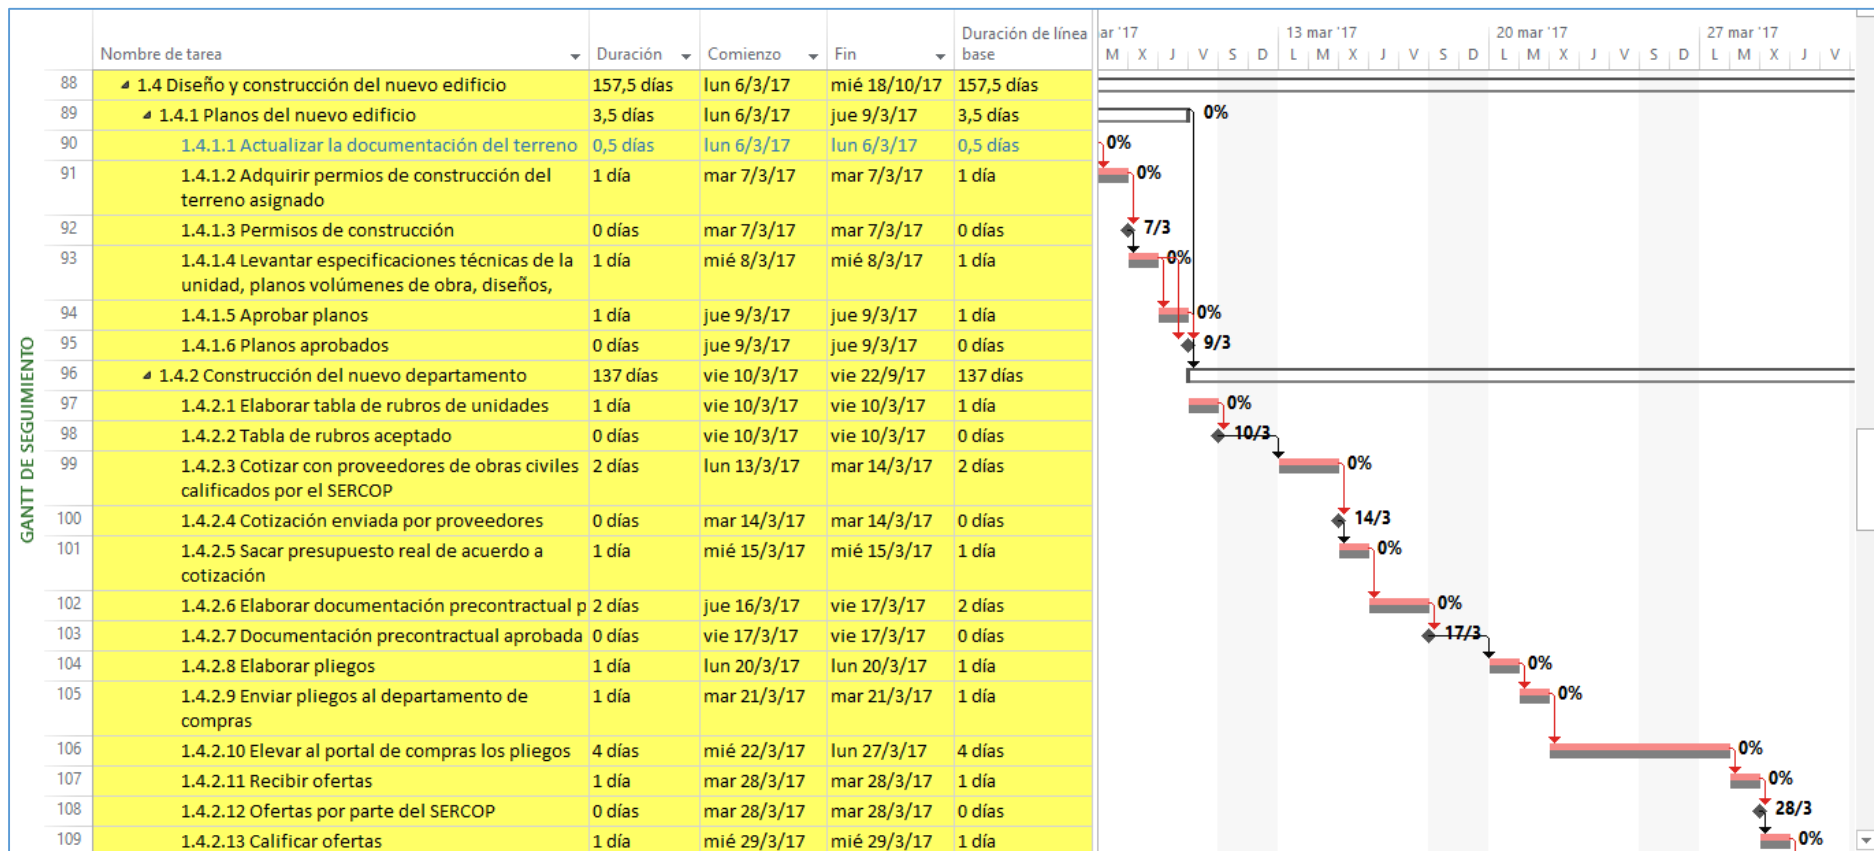 Nombre de tarea Duración Comienzo Fin Duración de línea base
ar '17 13 mar '17 20 mar '17 27 mar '17
M X J V S D L M X J V S D L M X J V S D L M X J V
GANTT DE SEGUIMIENTO
88 1.4 Diseño y construcción del nuevo edificio 157,5 días lun 6/3/17 mié 18/10/17 157,5 días
89 1.4.1 Planos del nuevo edificio 3,5 días lun 6/3/17 jue 9/3/17 3,5 días 0%
90 1.4.1.1 Actualizar la documentación del terreno 0,5 días lun 6/3/17 lun 6/3/17 0,5 días 0%
91 1.4.1.2 Adquirir permios de construcción del 1 día mar 7/3/17 mar 7/3/17 1 día 0%
terreno asignado
92 1.4.1.3 Permisos de construcción 0 días mar 7/3/17 mar 7/3/17 0 días 7/3
93 1.4.1.4 Levantar especificaciones técnicas de la 1 día mié 8/3/17 mié 8/3/17 1 día 0%
unidad, planos volúmenes de obra, diseños,
94 1.4.1.5 Aprobar planos 1 día jue 9/3/17 jue 9/3/17 1 día 0%
95 1.4.1.6 Planos aprobados 0 días jue 9/3/17 jue 9/3/17 0 días 9/3
96 1.4.2 Construcción del nuevo departamento 137 días vie 10/3/17 vie 22/9/17 137 días
97 1.4.2.1 Elaborar tabla de rubros de unidades 1 día vie 10/3/17 vie 10/3/17 1 día 0%
98 1.4.2.2 Tabla de rubros aceptado 0 días vie 10/3/17 vie 10/3/17 0 días 10/3
99 1.4.2.3 Cotizar con proveedores de obras civiles 2 días lun 13/3/17 mar 14/3/17 2 días 0%
calificados por el SERCOP
100 1.4.2.4 Cotización enviada por proveedores 0 días mar 14/3/17 mar 14/3/17 0 días 14/3
101 1.4.2.5 Sacar presupuesto real de acuerdo a 1 día mié 15/3/17 mié 15/3/17 1 día 0%
cotización
102 1.4.2.6 Elaborar documentación precontractual p 2 días jue 16/3/17 vie 17/3/17 2 días 0%
103 1.4.2.7 Documentación precontractual aprobada 0 días vie 17/3/17 vie 17/3/17 0 días 17/3
104 1.4.2.8 Elaborar pliegos 1 día lun 20/3/17 lun 20/3/17 1 día 0%
105 1.4.2.9 Enviar pliegos al departamento de 1 día mar 21/3/17 mar 21/3/17 1 día 0%
compras
106 1.4.2.10 Elevar al portal de compras los pliegos 4 días mié 22/3/17 lun 27/3/17 4 días 0%
107 1.4.2.11 Recibir ofertas 1 día mar 28/3/17 mar 28/3/17 1 día 0%
108 1.4.2.12 Ofertas por parte del SERCOP 0 días mar 28/3/17 mar 28/3/17 0 días 28/3
109 1.4.2.13 Calificar ofertas 1 día mié 29/3/17 mié 29/3/17 1 día 0%